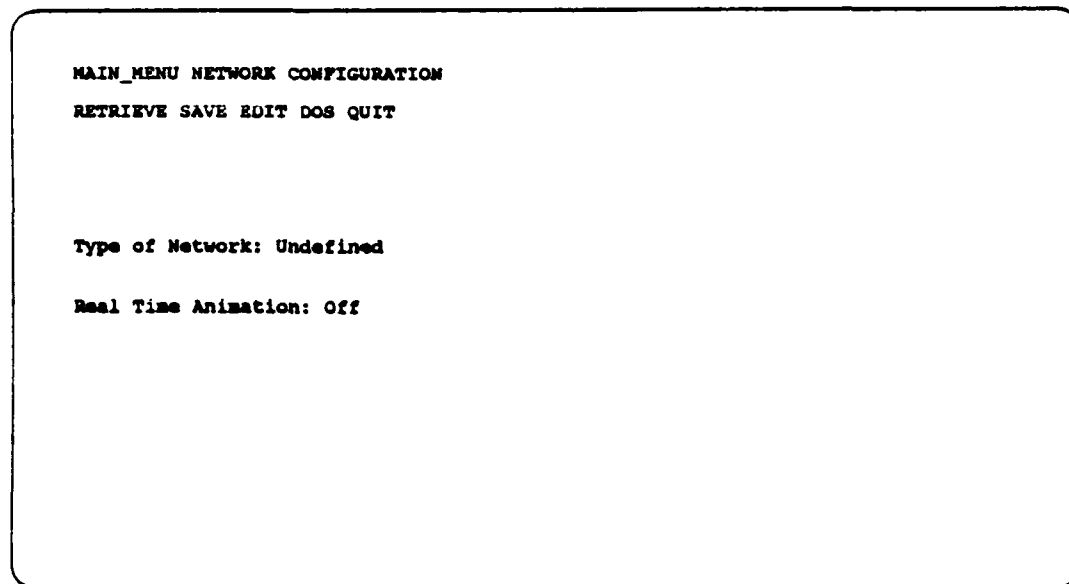 MAIN_MENU NETWORK CONFIGURATION
RETRIEVE SAVE EDIT DOS QUIT
Type of Network: Undefined
Real Time Animation: Off